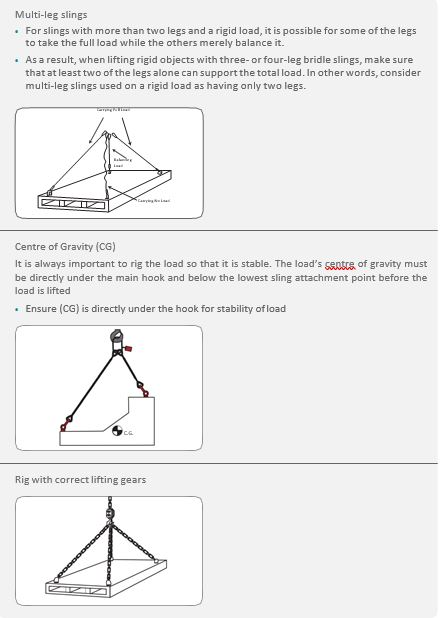 Multi-leg slings
• For slings with more than two legs and a rigid load, it is possible for some of the legs
to take the full load while the others merely balance it.
• As a result, when lifting rigid objects with three- or four-leg bridle slings, make sure
that at least two of the legs alone can support the total load. In other words, consider
multi-leg slings used on a rigid load as having only two legs.
Carrying Full Load
Balancing
Load
Carrying No Load
Centre of Gravity (CG)
It is always important to rig the load so that it is stable. The load's centre of gravity must
be directly under the main hook and below the lowest sling attachment point before the
load is lifted
• Ensure (CG) is directly under the hook for stability of load
C.G.
Rig with correct lifting gears